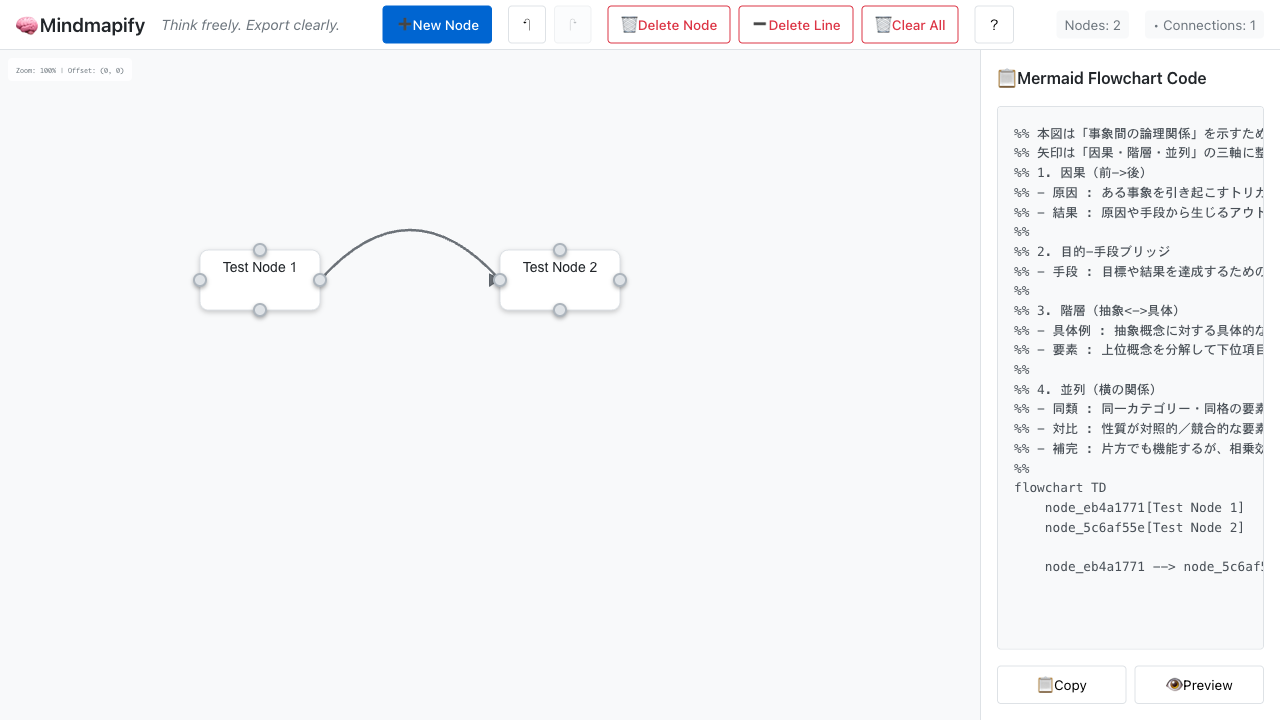 🧠Mindmapify
Think freely. Export clearly.
➕New Node
?
🗑️Delete Node
➖Delete Line
🗑️Clear All
Nodes: 2
• Connections: 1
Zoom: 100% | Offset: (0, 0)
Test Node 1
Test Node 2
📋Mermaid Flowchart Code
%% 本図は「事象間の論理関係」を示すため
%% 矢印は「因果・階層・並列」の三軸に整
%% 1. 因果（前->後）
%% - 原因 : ある事象を引き起こすトリガ
%% - 結果 : 原因や手段から生じるアウト
%%
%% 2. 目的-手段ブリッジ
%% - 手段 : 目標や結果を達成するための
%%
%% 3. 階層（抽象<->具体）
%% - 具体例 : 抽象概念に対する具体的な
%% - 要素 : 上位概念を分解して下位項目
%%
%% 4. 並列（横の関係）
%% - 同類 : 同一カテゴリー・同格の要素
%% - 対比 : 性質が対照的／競合的な要素
%% - 補完 : 片方でも機能するが、相乗効
%%
flowchart TD
node_eb4a1771[Test Node 1]
node_5c6af55e[Test Node 2]
node_eb4a1771 --> node_5c6af5
📋Copy
👁️Preview